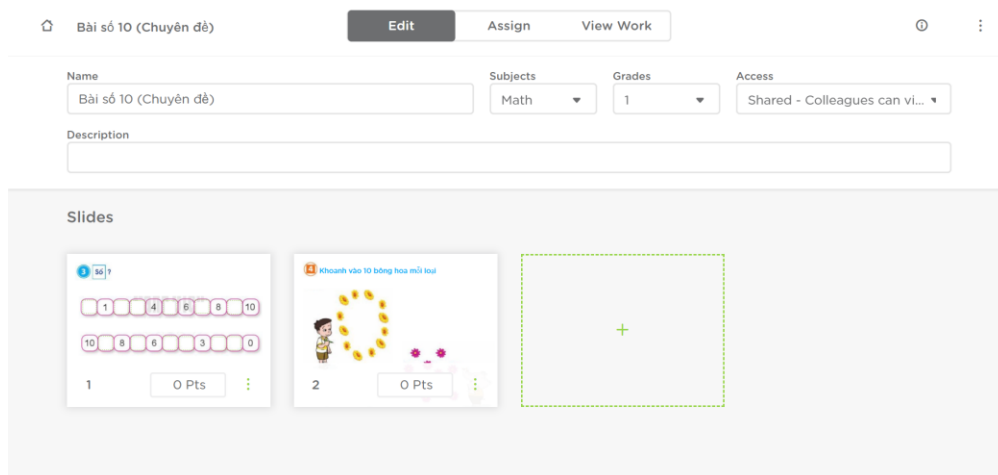 Bài số 10 (Chuyên đề) Edit Assign View Work
Name Subjects Grades Access
Bài số 10 (Chuyên đề) Math 1 Shared - Colleagues can vi...
Description
Slides
3 Số ?
1 4 6 8 10
10 8 6 3 0
1 0 Pts
4 Khoanh vào 10 bông hoa mỗi loại
2 0 Pts
+